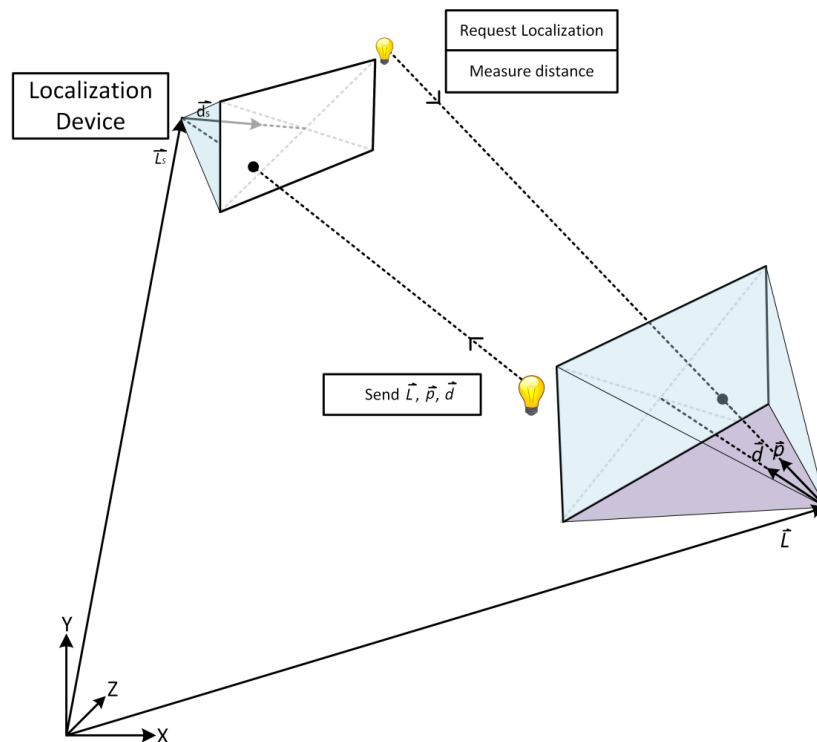 Request Localization
Measure distance
Localization
Device
d⃗ₛ
L⃗ₛ
Send L⃗, p⃗, d⃗
d⃗ p⃗
L⃗
Y
Z
X